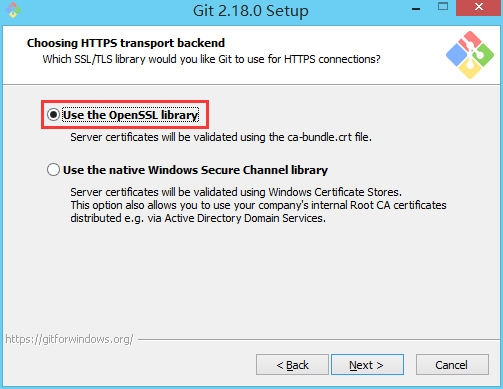 Git 2.18.0 Setup
Choosing HTTPS transport backend
Which SSL/TLS library would you like Git to use for HTTPS connections?
Use the OpenSSL library
Server certificates will be validated using the ca-bundle.crt file.
Use the native Windows Secure Channel library
Server certificates will be validated using Windows Certificate Stores.
This option also allows you to use your company's internal Root CA certificates
distributed e.g. via Active Directory Domain Services.
https://gitforwindows.org/
< Back
Next >
Cancel